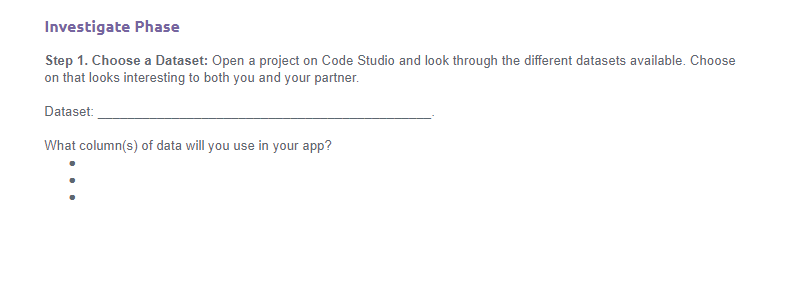 Investigate Phase
Step 1. Choose a Dataset: Open a project on Code Studio and look through the different datasets available. Choose
on that looks interesting to both you and your partner.
Dataset: ______________________________________________.
What column(s) of data will you use in your app?
•
•
•